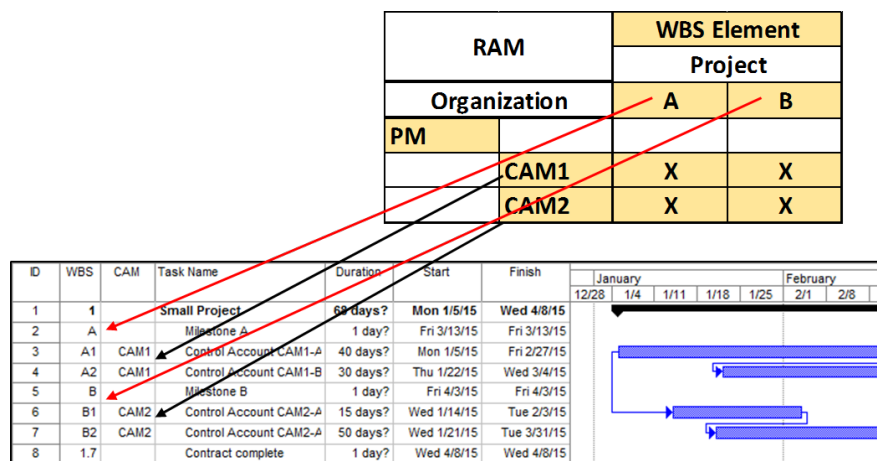 RAM WBS Element
Project
Organization A B
PM
CAM1 X X
CAM2 X X
ID WBS CAM Task Name Duration Start Finish January February
12/28 1/4 1/11 1/18 1/25 2/1 2/8
1 1 Small Project 68 days? Mon 1/5/15 Wed 4/8/15
2 A Milestone A 1 day? Fri 3/13/15 Fri 3/13/15
3 A1 CAM1 Control Account CAM1-A 40 days? Mon 1/5/15 Fri 2/27/15
4 A2 CAM1 Control Account CAM1-B 30 days? Thu 1/22/15 Wed 3/4/15
5 B Milestone B 1 day? Fri 4/3/15 Fri 4/3/15
6 B1 CAM2 Control Account CAM2-A 15 days? Wed 1/14/15 Tue 2/3/15
7 B2 CAM2 Control Account CAM2-A 50 days? Wed 1/21/15 Tue 3/31/15
8 1.7 Contract complete 1 day? Wed 4/8/15 Wed 4/8/15